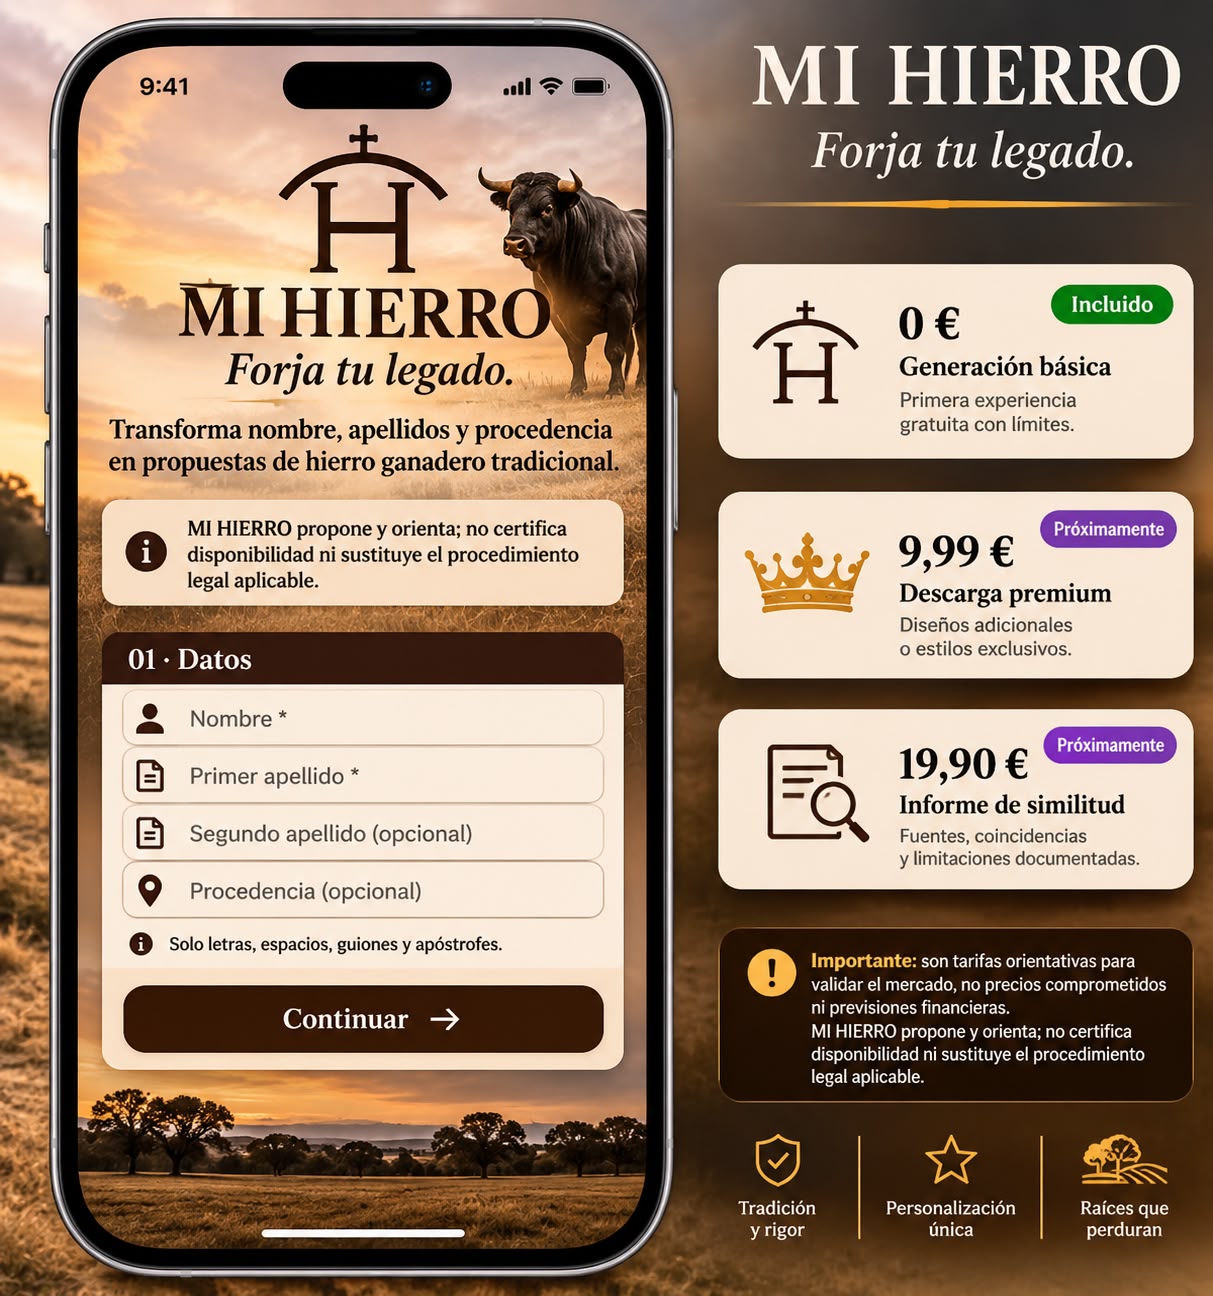 9:41
H
MI HIERRO
Forja tu legado.
Transforma nombre, apellidos y procedencia
en propuestas de hierro ganadero tradicional.
i
MI HIERRO propone y orienta; no certifica
disponibilidad ni sustituye el procedimiento
legal aplicable.
01 · Datos
Nombre *
Primer apellido *
Segundo apellido (opcional)
Procedencia (opcional)
i
Solo letras, espacios, guiones y apóstrofes.
Continuar →
MI HIERRO
Forja tu legado.
H
Incluido
0 €
Generación básica
Primera experiencia
gratuita con límites.
Próximamente
9,99 €
Descarga premium
Diseños adicionales
o estilos exclusivos.
Próximamente
19,90 €
Informe de similitud
Fuentes, coincidencias
y limitaciones documentadas.
!
Importante: son tarifas orientativas para
validar el mercado, no precios comprometidos
ni previsiones financieras.
MI HIERRO propone y orienta; no certifica
disponibilidad ni sustituye el procedimiento
legal aplicable.
Tradición
y rigor
Personalización
única
Raíces que
perduran